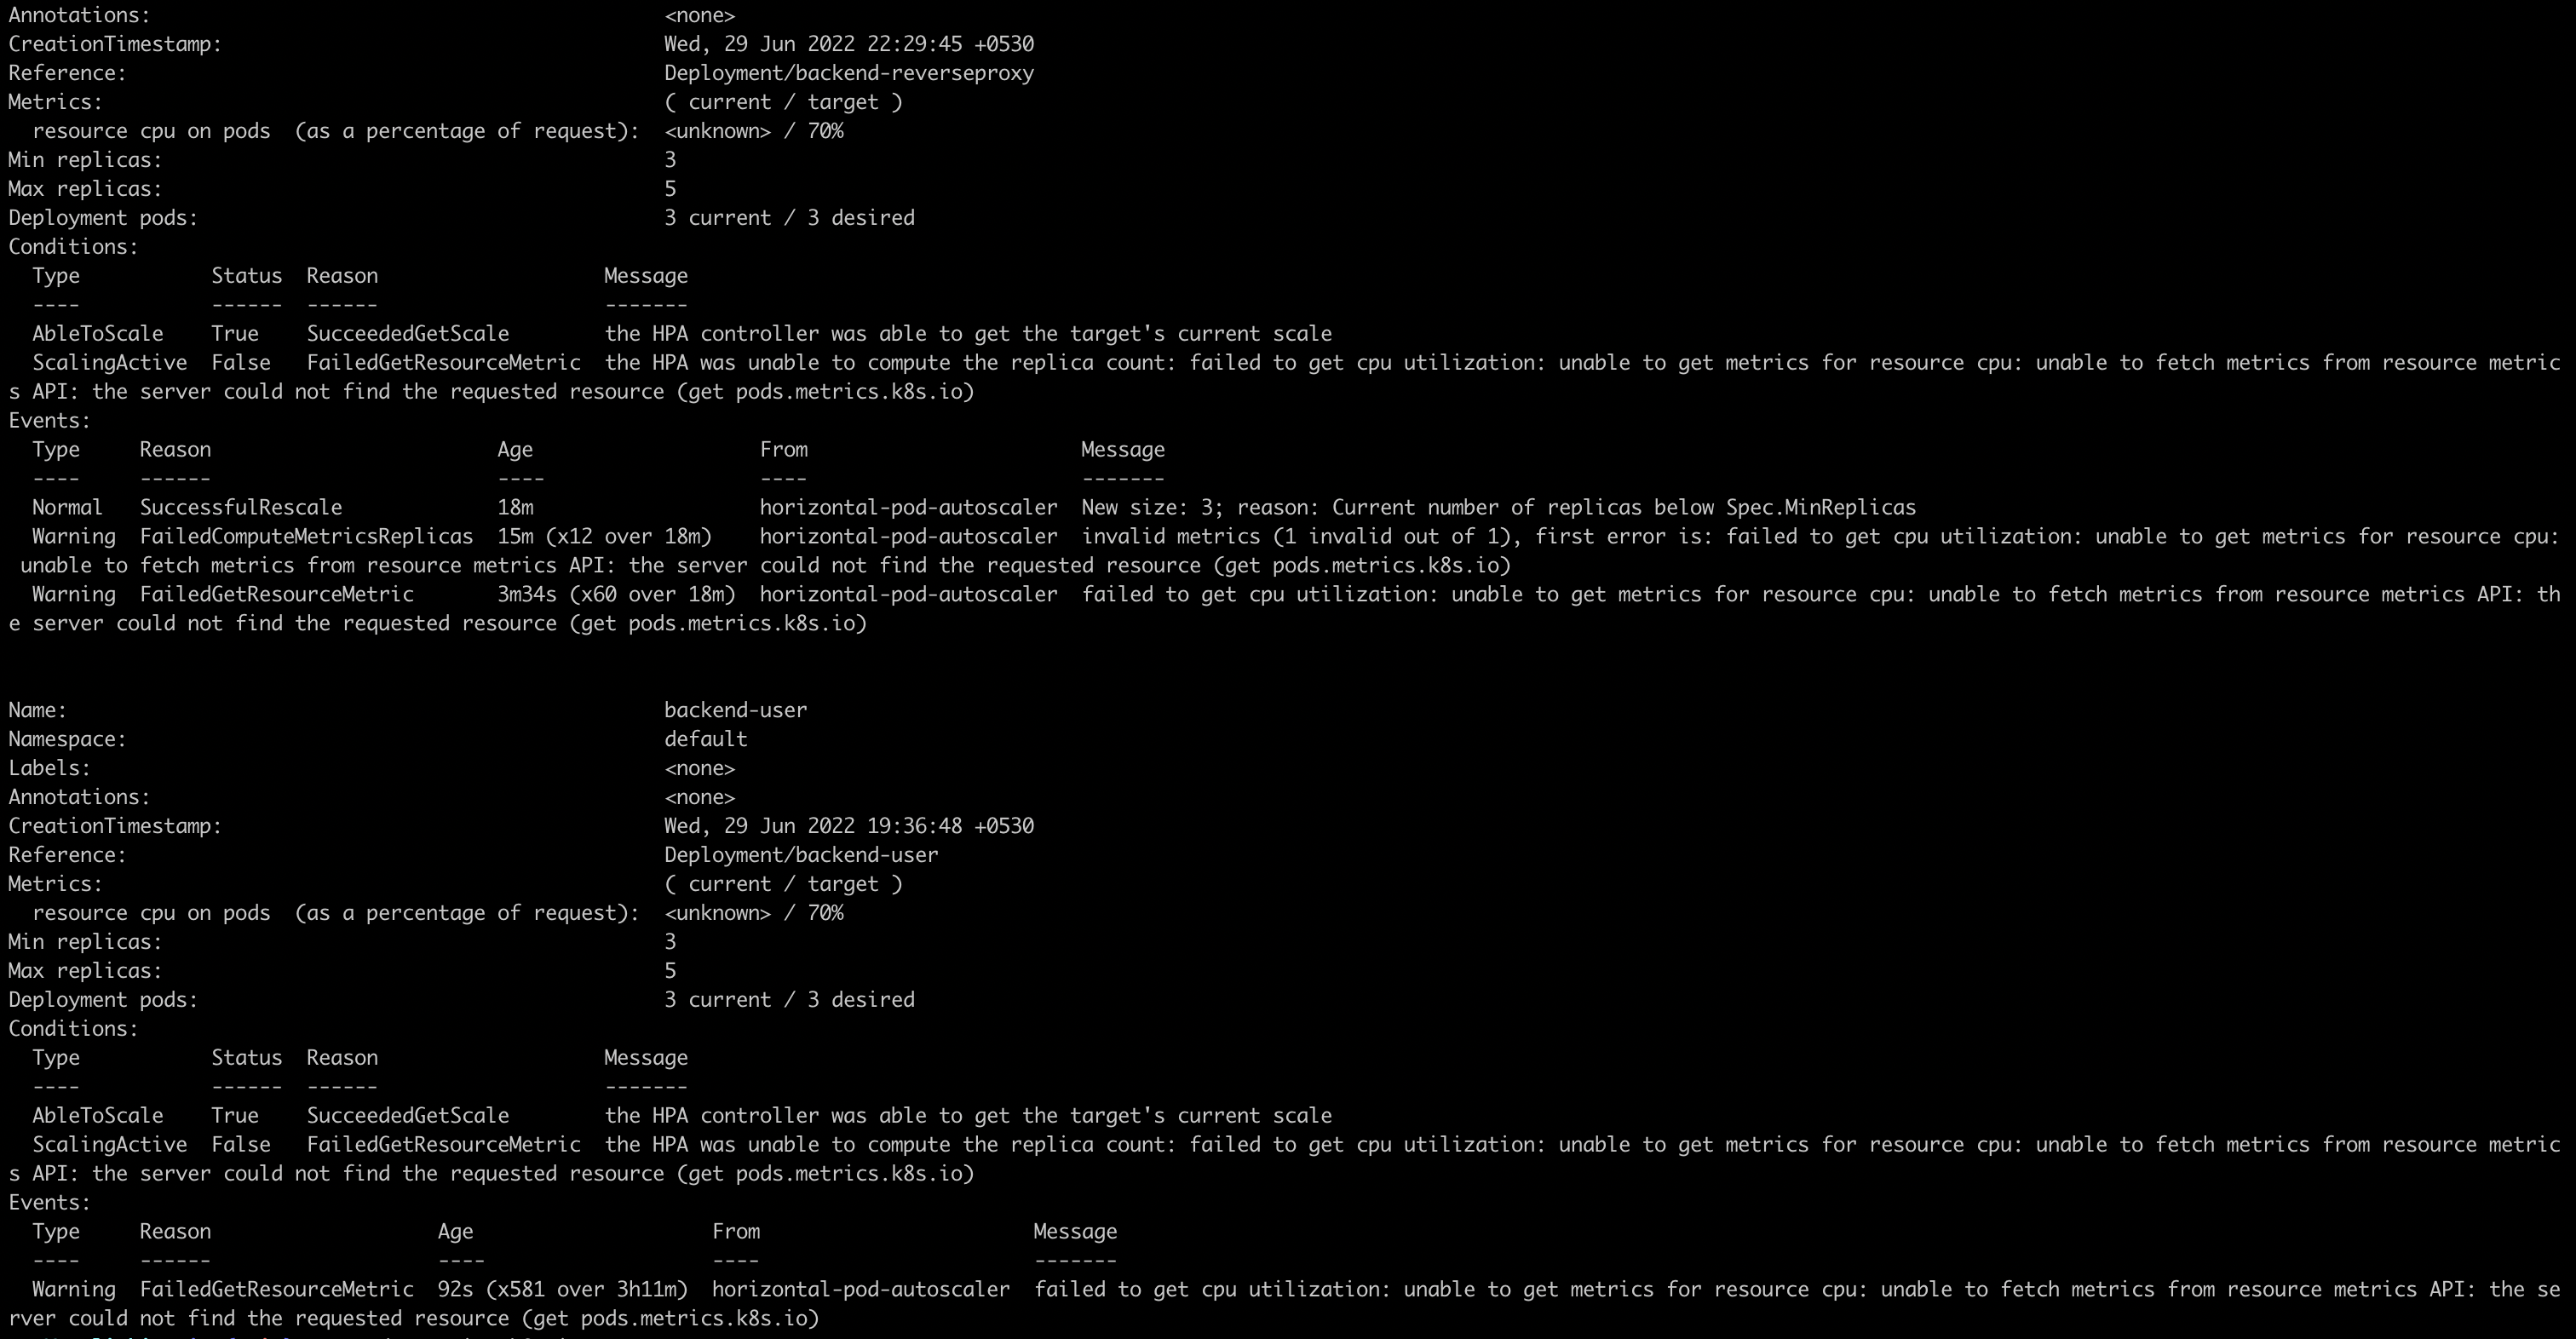 Annotations:                                           <none>
CreationTimestamp:                                     Wed, 29 Jun 2022 22:29:45 +0530
Reference:                                             Deployment/backend-reverseproxy
Metrics:                                               ( current / target )
  resource cpu on pods  (as a percentage of request):  <unknown> / 70%
Min replicas:                                          3
Max replicas:                                          5
Deployment pods:                                       3 current / 3 desired
Conditions:
  Type           Status  Reason                   Message
  ----           ------  ------                   -------
  AbleToScale    True    SucceededGetScale        the HPA controller was able to get the target's current scale
  ScalingActive  False   FailedGetResourceMetric  the HPA was unable to compute the replica count: failed to get cpu utilization: unable to get metrics for resource cpu: unable to fetch metrics from resource metric
s API: the server could not find the requested resource (get pods.metrics.k8s.io)
Events:
  Type     Reason                        Age                   From                       Message
  ----     ------                        ----                  ----                       -------
  Normal   SuccessfulRescale             18m                   horizontal-pod-autoscaler  New size: 3; reason: Current number of replicas below Spec.MinReplicas
  Warning  FailedComputeMetricsReplicas  15m (x12 over 18m)    horizontal-pod-autoscaler  invalid metrics (1 invalid out of 1), first error is: failed to get cpu utilization: unable to get metrics for resource cpu:
 unable to fetch metrics from resource metrics API: the server could not find the requested resource (get pods.metrics.k8s.io)
  Warning  FailedGetResourceMetric       3m34s (x60 over 18m)  horizontal-pod-autoscaler  failed to get cpu utilization: unable to get metrics for resource cpu: unable to fetch metrics from resource metrics API: th
e server could not find the requested resource (get pods.metrics.k8s.io)
Name:                                                  backend-user
Namespace:                                             default
Labels:                                                <none>
Annotations:                                           <none>
CreationTimestamp:                                     Wed, 29 Jun 2022 19:36:48 +0530
Reference:                                             Deployment/backend-user
Metrics:                                               ( current / target )
  resource cpu on pods  (as a percentage of request):  <unknown> / 70%
Min replicas:                                          3
Max replicas:                                          5
Deployment pods:                                       3 current / 3 desired
Conditions:
  Type           Status  Reason                   Message
  ----           ------  ------                   -------
  AbleToScale    True    SucceededGetScale        the HPA controller was able to get the target's current scale
  ScalingActive  False   FailedGetResourceMetric  the HPA was unable to compute the replica count: failed to get cpu utilization: unable to get metrics for resource cpu: unable to fetch metrics from resource metric
s API: the server could not find the requested resource (get pods.metrics.k8s.io)
Events:
  Type     Reason                   Age                    From                       Message
  ----     ------                   ----                   ----                       -------
  Warning  FailedGetResourceMetric  92s (x581 over 3h11m)  horizontal-pod-autoscaler  failed to get cpu utilization: unable to get metrics for resource cpu: unable to fetch metrics from resource metrics API: the se
rver could not find the requested resource (get pods.metrics.k8s.io)